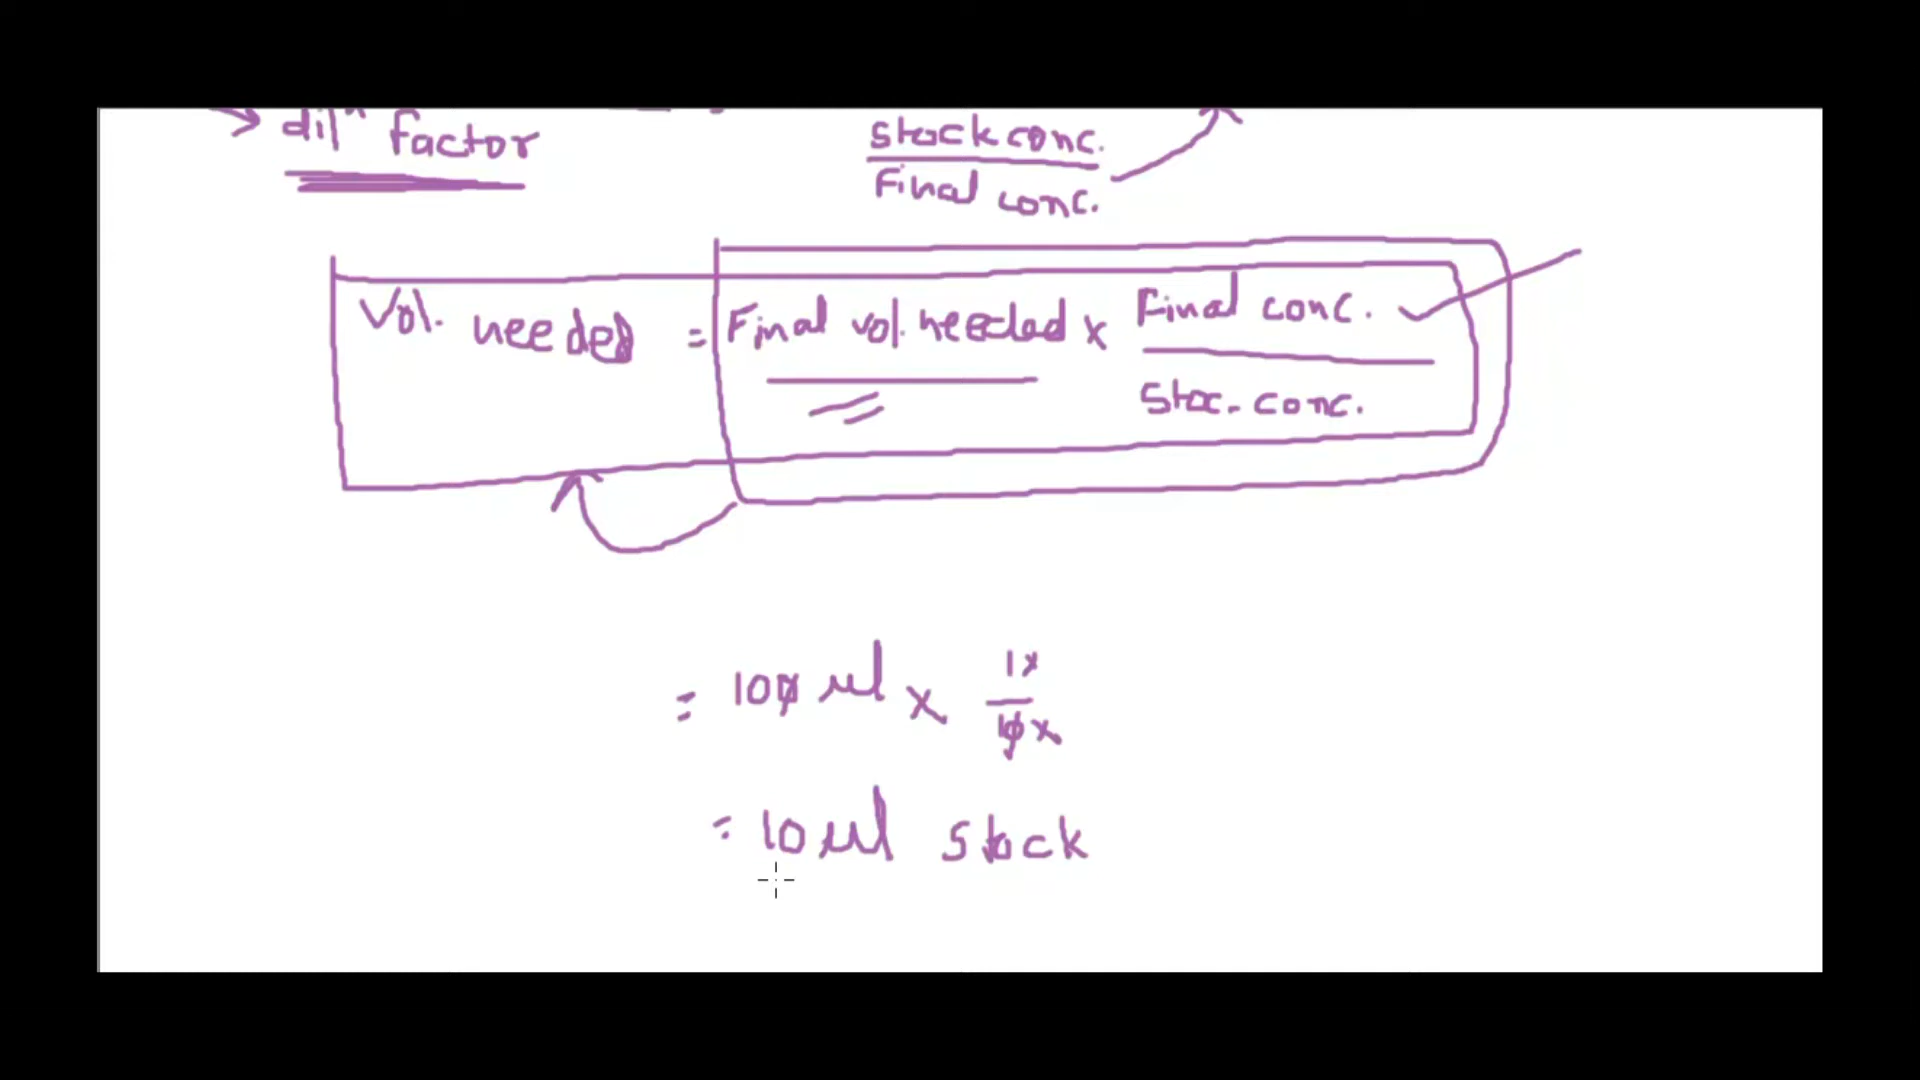 dilⁿ factor
stock conc.
Final conc.
Vol. needed = Final vol. needed x Final conc.
Stoc. conc.
= 100 μl x 1x
10x
= 10 μl stock